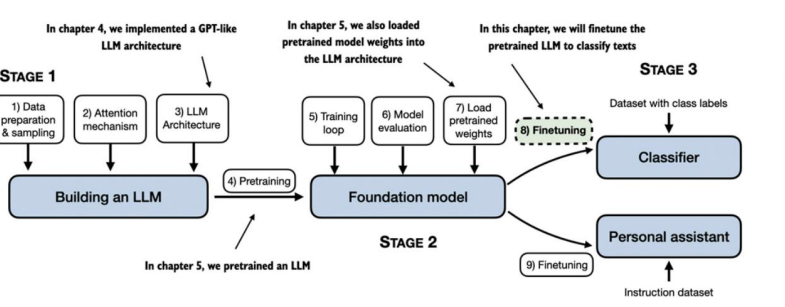 In chapter 4, we implemented a GPT-like
LLM architecture
In chapter 5, we also loaded
pretrained model weights into
the LLM architecture
In this chapter, we will finetune the
pretrained LLM to classify texts
STAGE 1
1) Data
preparation
& sampling
2) Attention
mechanism
3) LLM
Architecture
Building an LLM
4) Pretraining
In chapter 5, we pretrained an LLM
5) Training
loop
6) Model
evaluation
7) Load
pretrained
weights
Foundation model
STAGE 2
8) Finetuning
9) Finetuning
STAGE 3
Dataset with class labels
Classifier
Personal assistant
Instruction dataset